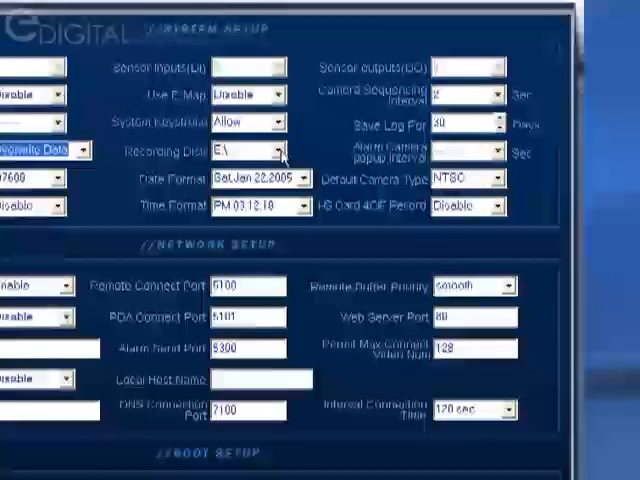 eDIGITAL //SYSTEM SETUP
Sensor Inputs(DI) Sensor outputs(DO)
Disable Use E-Map Disable Camera Sequencing Interval 2 Sec
System Keystroke Allow Save Log For 30 Days
Overwrite Data Recording Disk E:\ Alarm Camera popup Interval Sec
Date Format Sat.Jan 22,2005 Default Camera Type NTSC
Disable Time Format PM 03:12:18 HS Card 4CIF Record Disable
//NETWORK SETUP
Enable Remote Connect Port 5100 Remote Buffer Priority smooth
Disable PDA Connect Port 5101 Web Server Port 80
Alarm Send Port 5300 Permit Max Connect Video Num 128
Disable Local Host Name
DNS Connection Port 7100 Interval Connection Time 120 sec
//BOOT SETUP